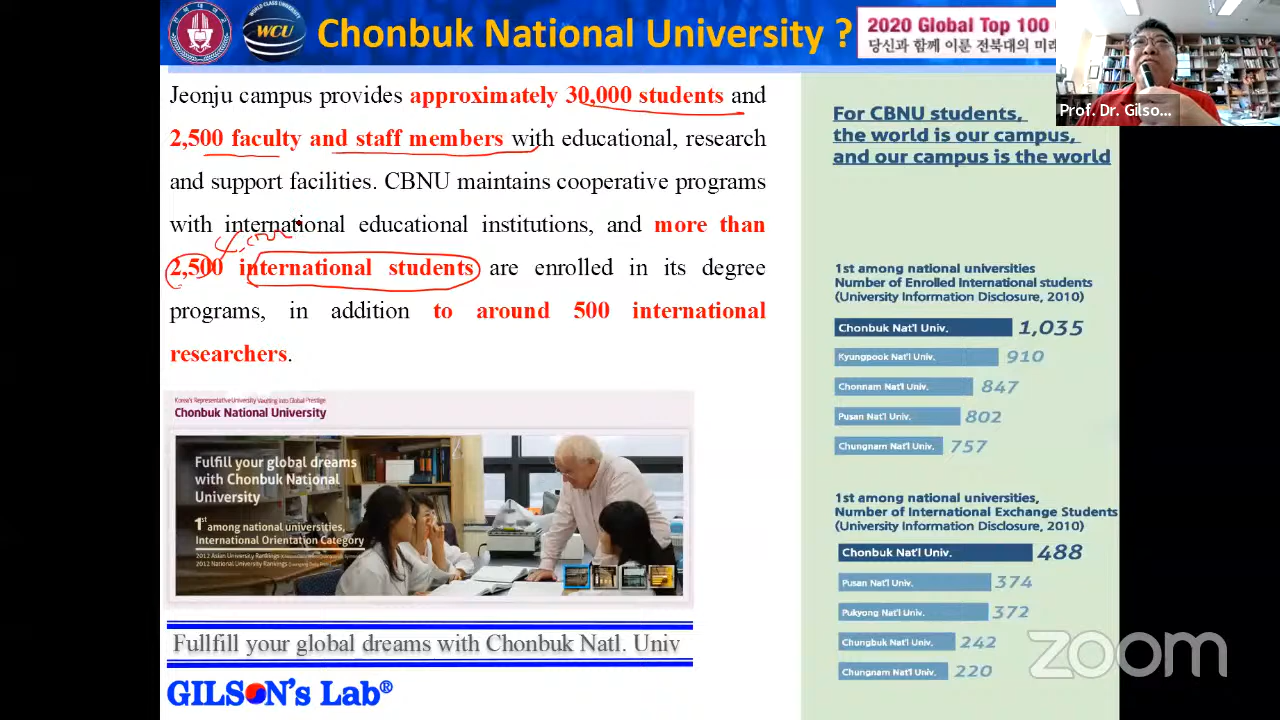 WCU
Chonbuk National University ?
2020 Global Top 100
당신과 함께 이룬 전북대의 미래
Prof. Dr. Gilso...
Jeonju campus provides approximately 30,000 students and
2,500 faculty and staff members with educational, research
and support facilities. CBNU maintains cooperative programs
with international educational institutions, and more than
2,500 international students are enrolled in its degree
programs, in addition to around 500 international
researchers.
Korea's Representative University Vaulting Into Global Prestige
Chonbuk National University
Fulfill your global dreams
with Chonbuk National
University
1st among national universities,
International Orientation Category
2012 Asian University Rankings
2012 National University Rankings
Fullfill your global dreams with Chonbuk Natl. Univ
GILSON's Lab®
For CBNU students,
the world is our campus,
and our campus is the world
1st among national universities
Number of Enrolled International students
(University Information Disclosure, 2010)
Chonbuk Nat'l Univ. 1,035
Kyungpook Nat'l Univ. 910
Chonnam Nat'l Univ. 847
Pusan Nat'l Univ. 802
Chungnam Nat'l Univ. 757
1st among national universities,
Number of International Exchange Students
(University Information Disclosure, 2010)
Chonbuk Nat'l Univ. 488
Pusan Nat'l Univ. 374
Pukyong Nat'l Univ. 372
Chungbuk Nat'l Univ. 242
Chungnam Nat'l Univ. 220
zoom